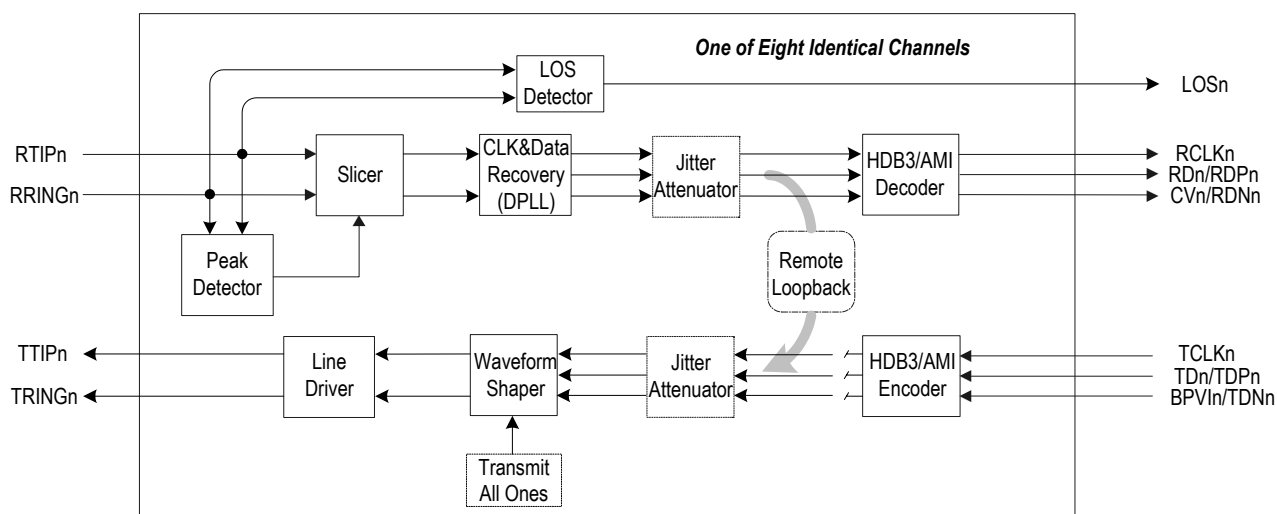 One of Eight Identical Channels
LOS
Detector
LOSn
RTIPn
RRINGn
Slicer
CLK&Data
Recovery
(DPLL)
Jitter
Attenuator
HDB3/AMI
Decoder
RCLKn
RDn/RDPn
CVn/RDNn
Peak
Detector
Remote
Loopback
TTIPn
TRINGn
Line
Driver
Waveform
Shaper
Jitter
Attenuator
HDB3/AMI
Encoder
TCLKn
TDn/TDPn
BPVIn/TDNn
Transmit
All Ones